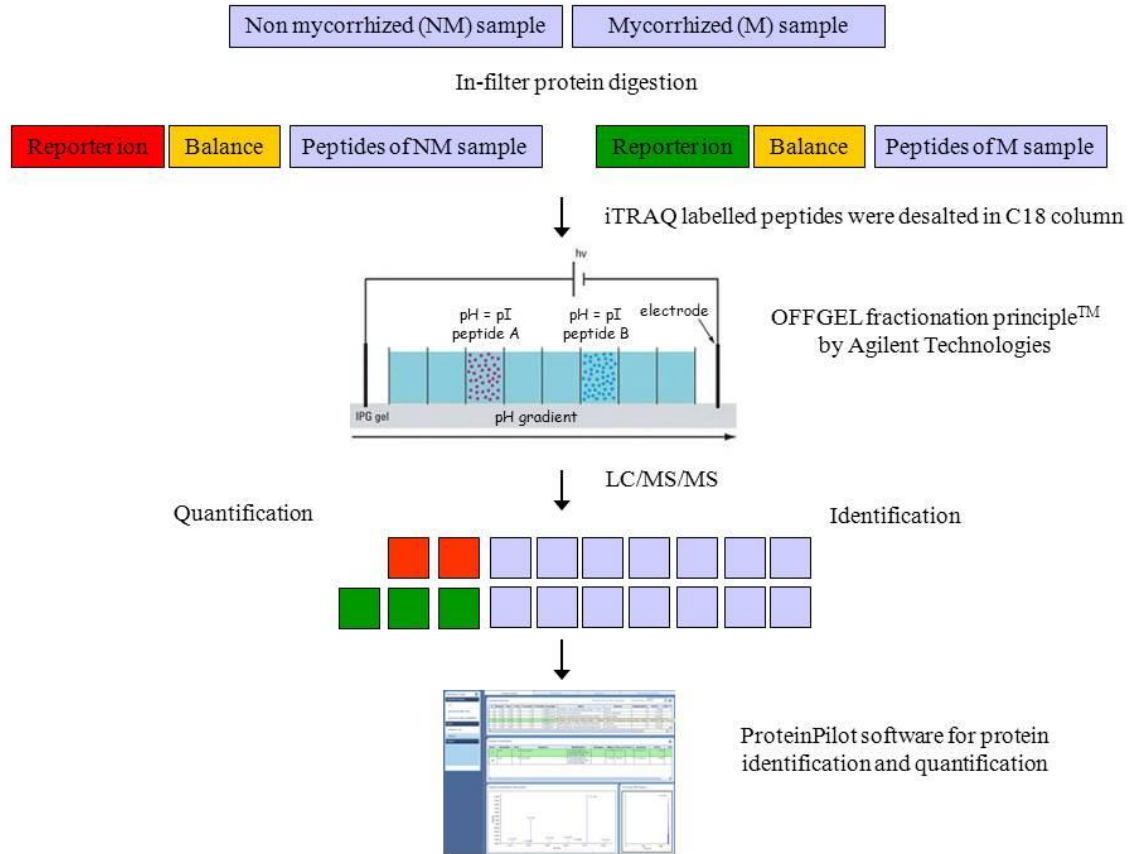 Non mycorrhized (NM) sample
Mycorrhized (M) sample
In-filter protein digestion
Reporter ion
Balance
Peptides of NM sample
Reporter ion
Balance
Peptides of M sample
iTRAQ labelled peptides were desalted in C18 column
hv
pH = pI
peptide A
pH = pI
peptide B
electrode
OFFGEL fractionation principle™
by Agilent Technologies
IPG gel
pH gradient
LC/MS/MS
Quantification
Identification
ProteinPilot software for protein
identification and quantification